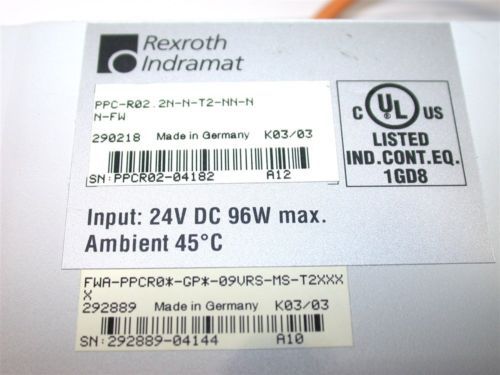 Rexroth
Indramat
PPC-R02.2N-N-T2-NN-N
N-FW
290218 Made in Germany K03/03
SN:PPCR02-04182 A12
C UL US
LISTED
IND.CONT.EQ.
1GD8
Input: 24V DC 96W max.
Ambient 45°C
FWA-PPCR0*-GP*-09VRS-MS-T2XXX
X
292889 Made in Germany K03/03
SN:292889-04144 A10